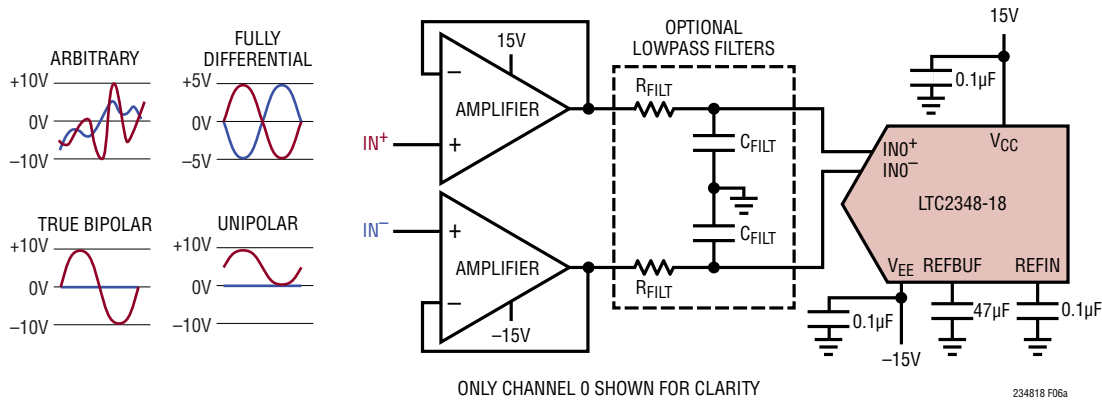 ARBITRARY
+10V
0V
–10V
FULLY
DIFFERENTIAL
+5V
0V
–5V
TRUE BIPOLAR
+10V
0V
–10V
UNIPOLAR
+10V
0V
–10V
15V
–
AMPLIFIER
IN+
+
IN–
+
AMPLIFIER
–
–15V
OPTIONAL
LOWPASS FILTERS
RFILT
CFILT
CFILT
RFILT
15V
0.1µF
VCC
IN0+
IN0–
LTC2348-18
VEE REFBUF REFIN
0.1µF
47µF
0.1µF
–15V
ONLY CHANNEL 0 SHOWN FOR CLARITY
234818 F06a